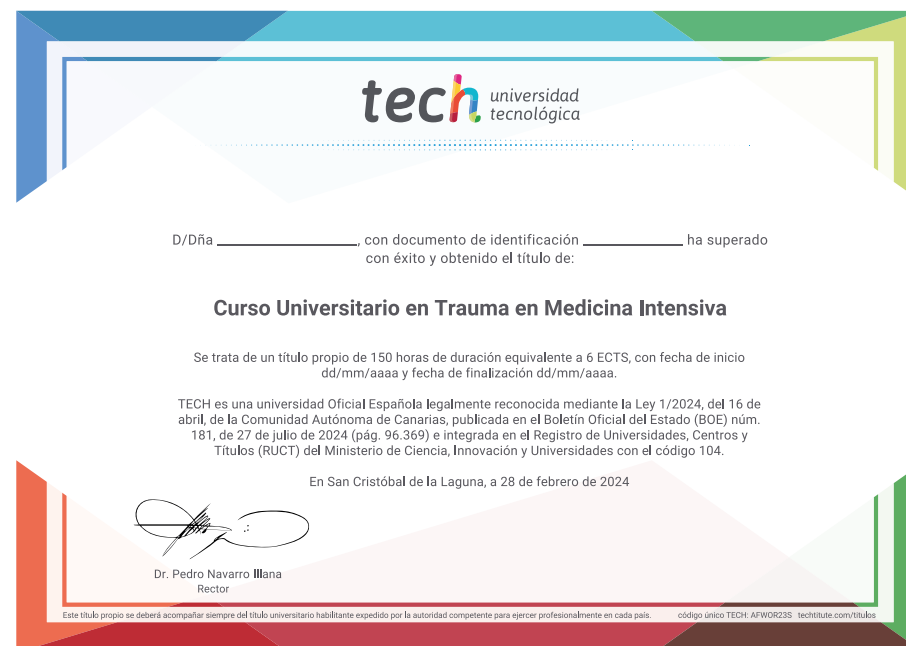 tech universidad
tecnológica
D/Dña ____________________, con documento de identificación ______________ ha superado
con éxito y obtenido el título de:
Curso Universitario en Trauma en Medicina Intensiva
Se trata de un título propio de 150 horas de duración equivalente a 6 ECTS, con fecha de inicio
dd/mm/aaaa y fecha de finalización dd/mm/aaaa.
TECH es una universidad Oficial Española legalmente reconocida mediante la Ley 1/2024, del 16 de
abril, de la Comunidad Autónoma de Canarias, publicada en el Boletín Oficial del Estado (BOE) núm.
181, de 27 de julio de 2024 (pág. 96.369) e integrada en el Registro de Universidades, Centros y
Títulos (RUCT) del Ministerio de Ciencia, Innovación y Universidades con el código 104.
En San Cristóbal de la Laguna, a 28 de febrero de 2024
Dr. Pedro Navarro Illana
Rector
Este título propio se deberá acompañar siempre del título universitario habilitante expedido por la autoridad competente para ejercer profesionalmente en cada país. código único TECH: AFWOR23S techtitute.com/titulos